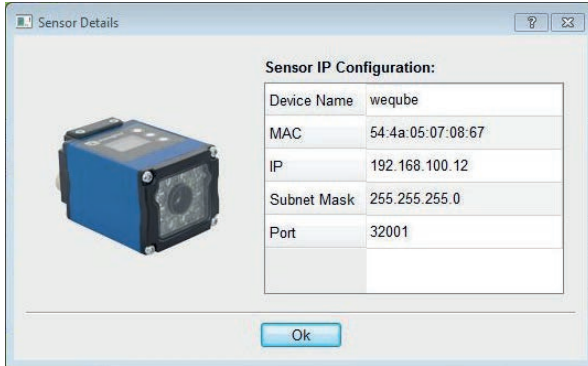 Sensor Details
Sensor IP Configuration:
Device Name weqube
MAC 54:4a:05:07:08:67
IP 192.168.100.12
Subnet Mask 255.255.255.0
Port 32001
Ok